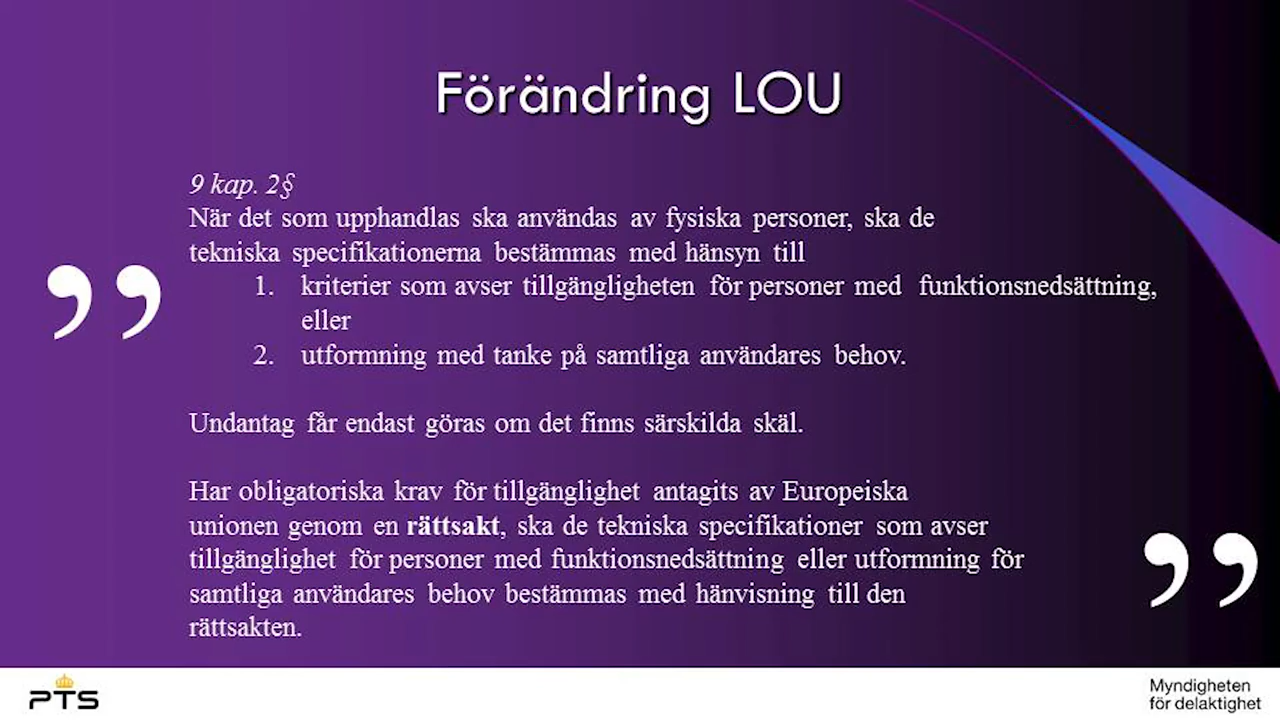 Förändring LOU
9 kap. 2§
När det som upphandlas ska användas av fysiska personer, ska de
tekniska specifikationerna bestämmas med hänsyn till
1. kriterier som avser tillgängligheten för personer med funktionsnedsättning,
eller
2. utformning med tanke på samtliga användares behov.
Undantag får endast göras om det finns särskilda skäl.
Har obligatoriska krav för tillgänglighet antagits av Europeiska
unionen genom en rättsakt, ska de tekniska specifikationer som avser
tillgänglighet för personer med funktionsnedsättning eller utformning för
samtliga användares behov bestämmas med hänvisning till den
rättsakten.
PTS
Myndigheten
för delaktighet